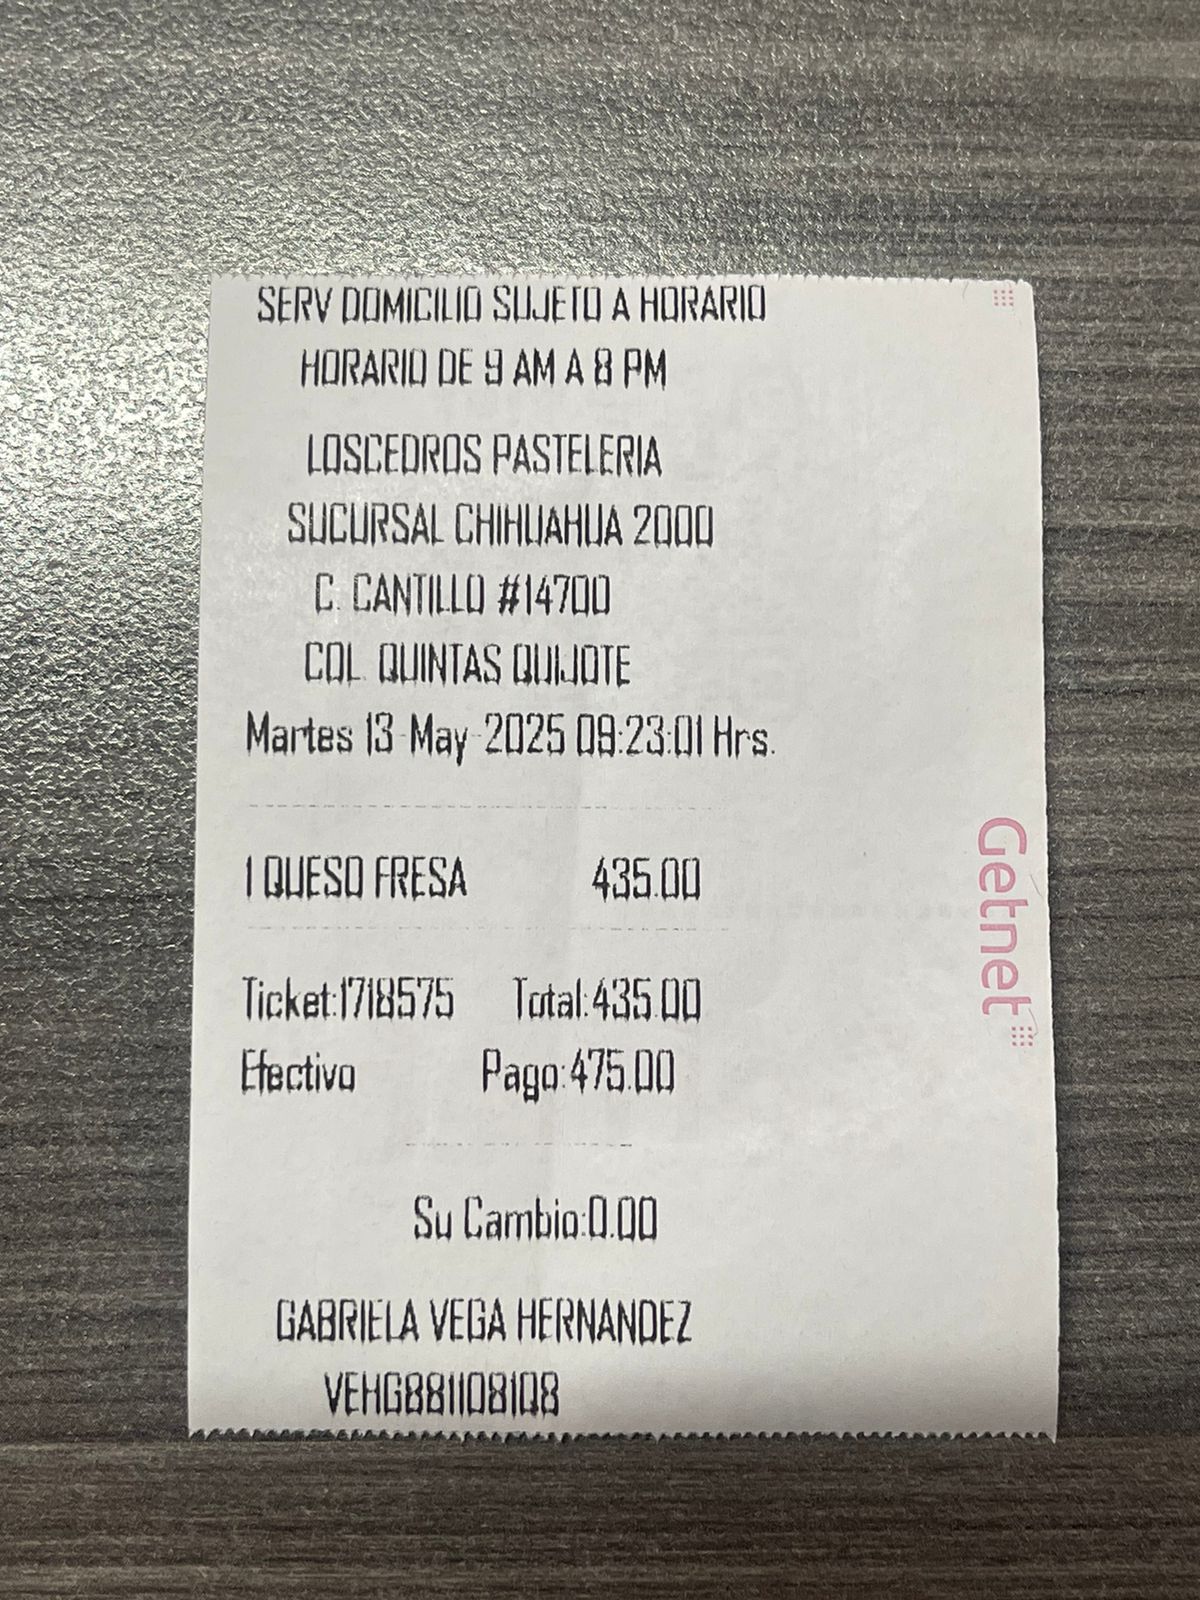 SERV DOMICILIO SUJETO A HORARIO
HORARIO DE 9 AM A 8 PM
LOSCEDROS PASTELERIA
SUCURSAL CHIHUAHUA 2000
C. CANTILLO #14700
COL. QUINTAS QUIJOTE
Martes 13-May-2025 09:23:01 Hrs.
1 QUESO FRESA 435.00
Ticket:1718575 Total:435.00
Efectivo Pago:475.00
Su Cambio:0.00
GABRIELA VEGA HERNANDEZ
VEHG8811081Q8
Getnet